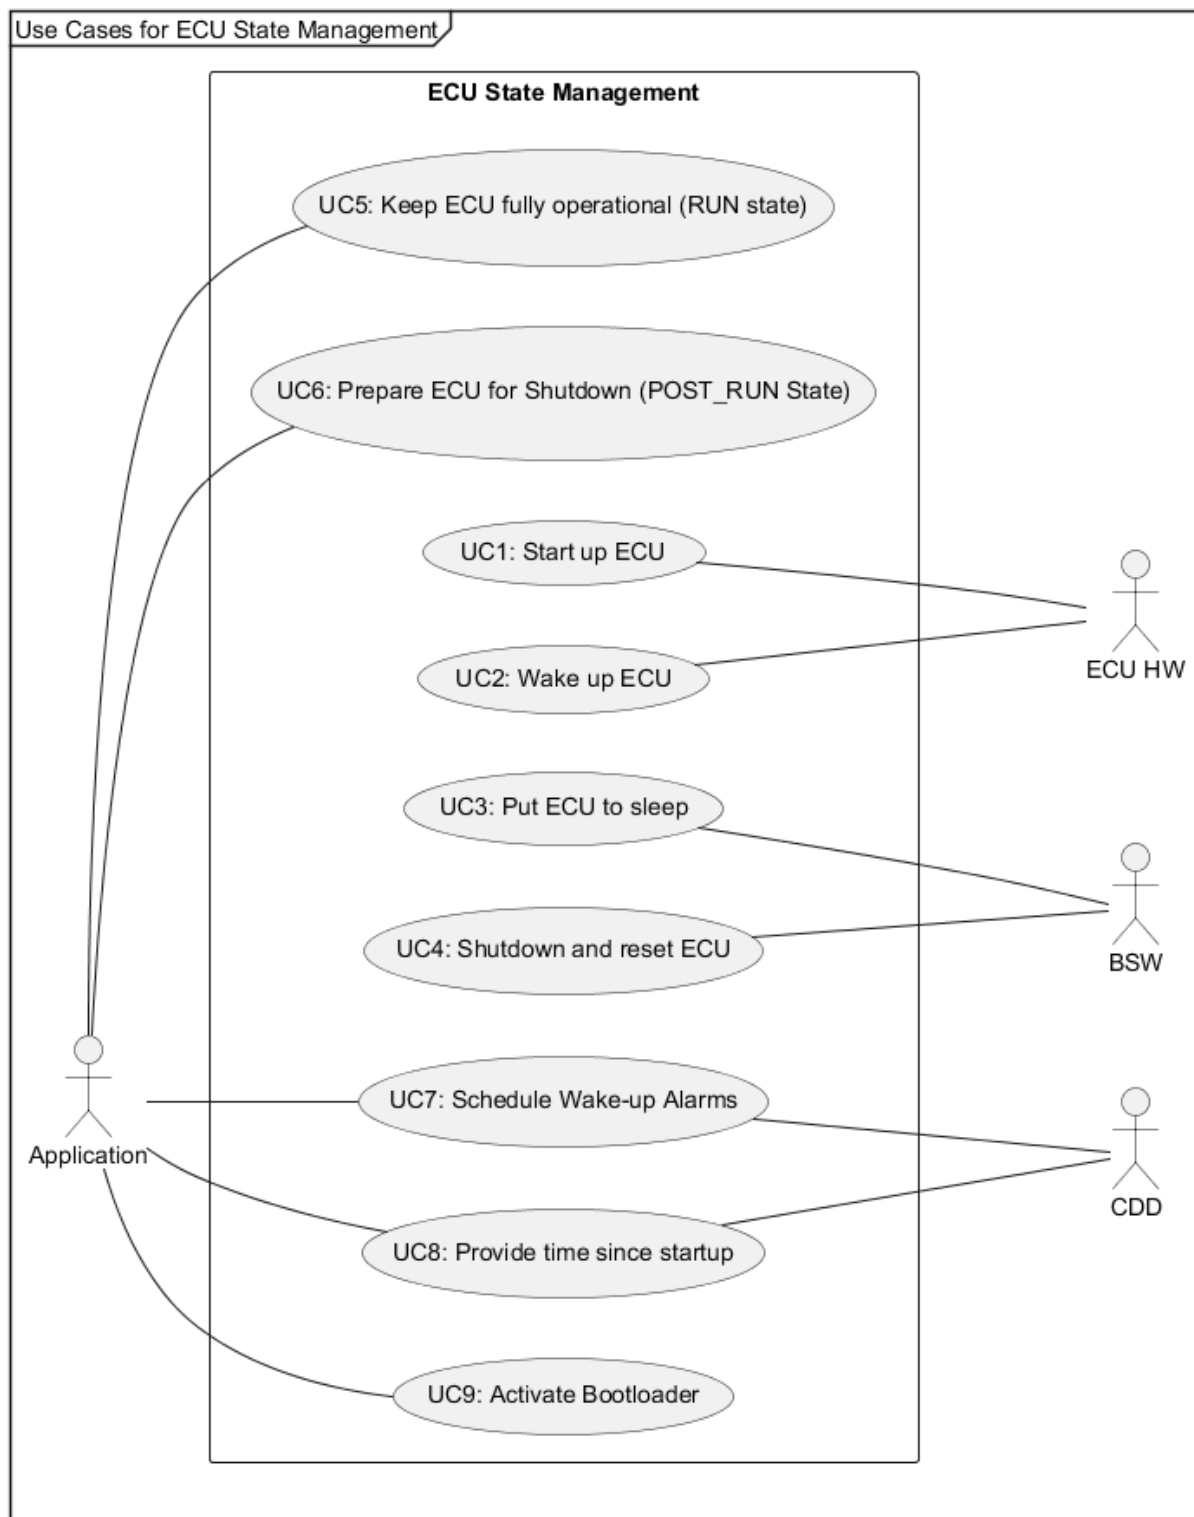 Use Cases for ECU State Management
ECU State Management
UC5: Keep ECU fully operational (RUN state)
UC6: Prepare ECU for Shutdown (POST_RUN State)
UC1: Start up ECU
UC2: Wake up ECU
ECU HW
UC3: Put ECU to sleep
UC4: Shutdown and reset ECU
BSW
UC7: Schedule Wake-up Alarms
Application
CDD
UC8: Provide time since startup
UC9: Activate Bootloader